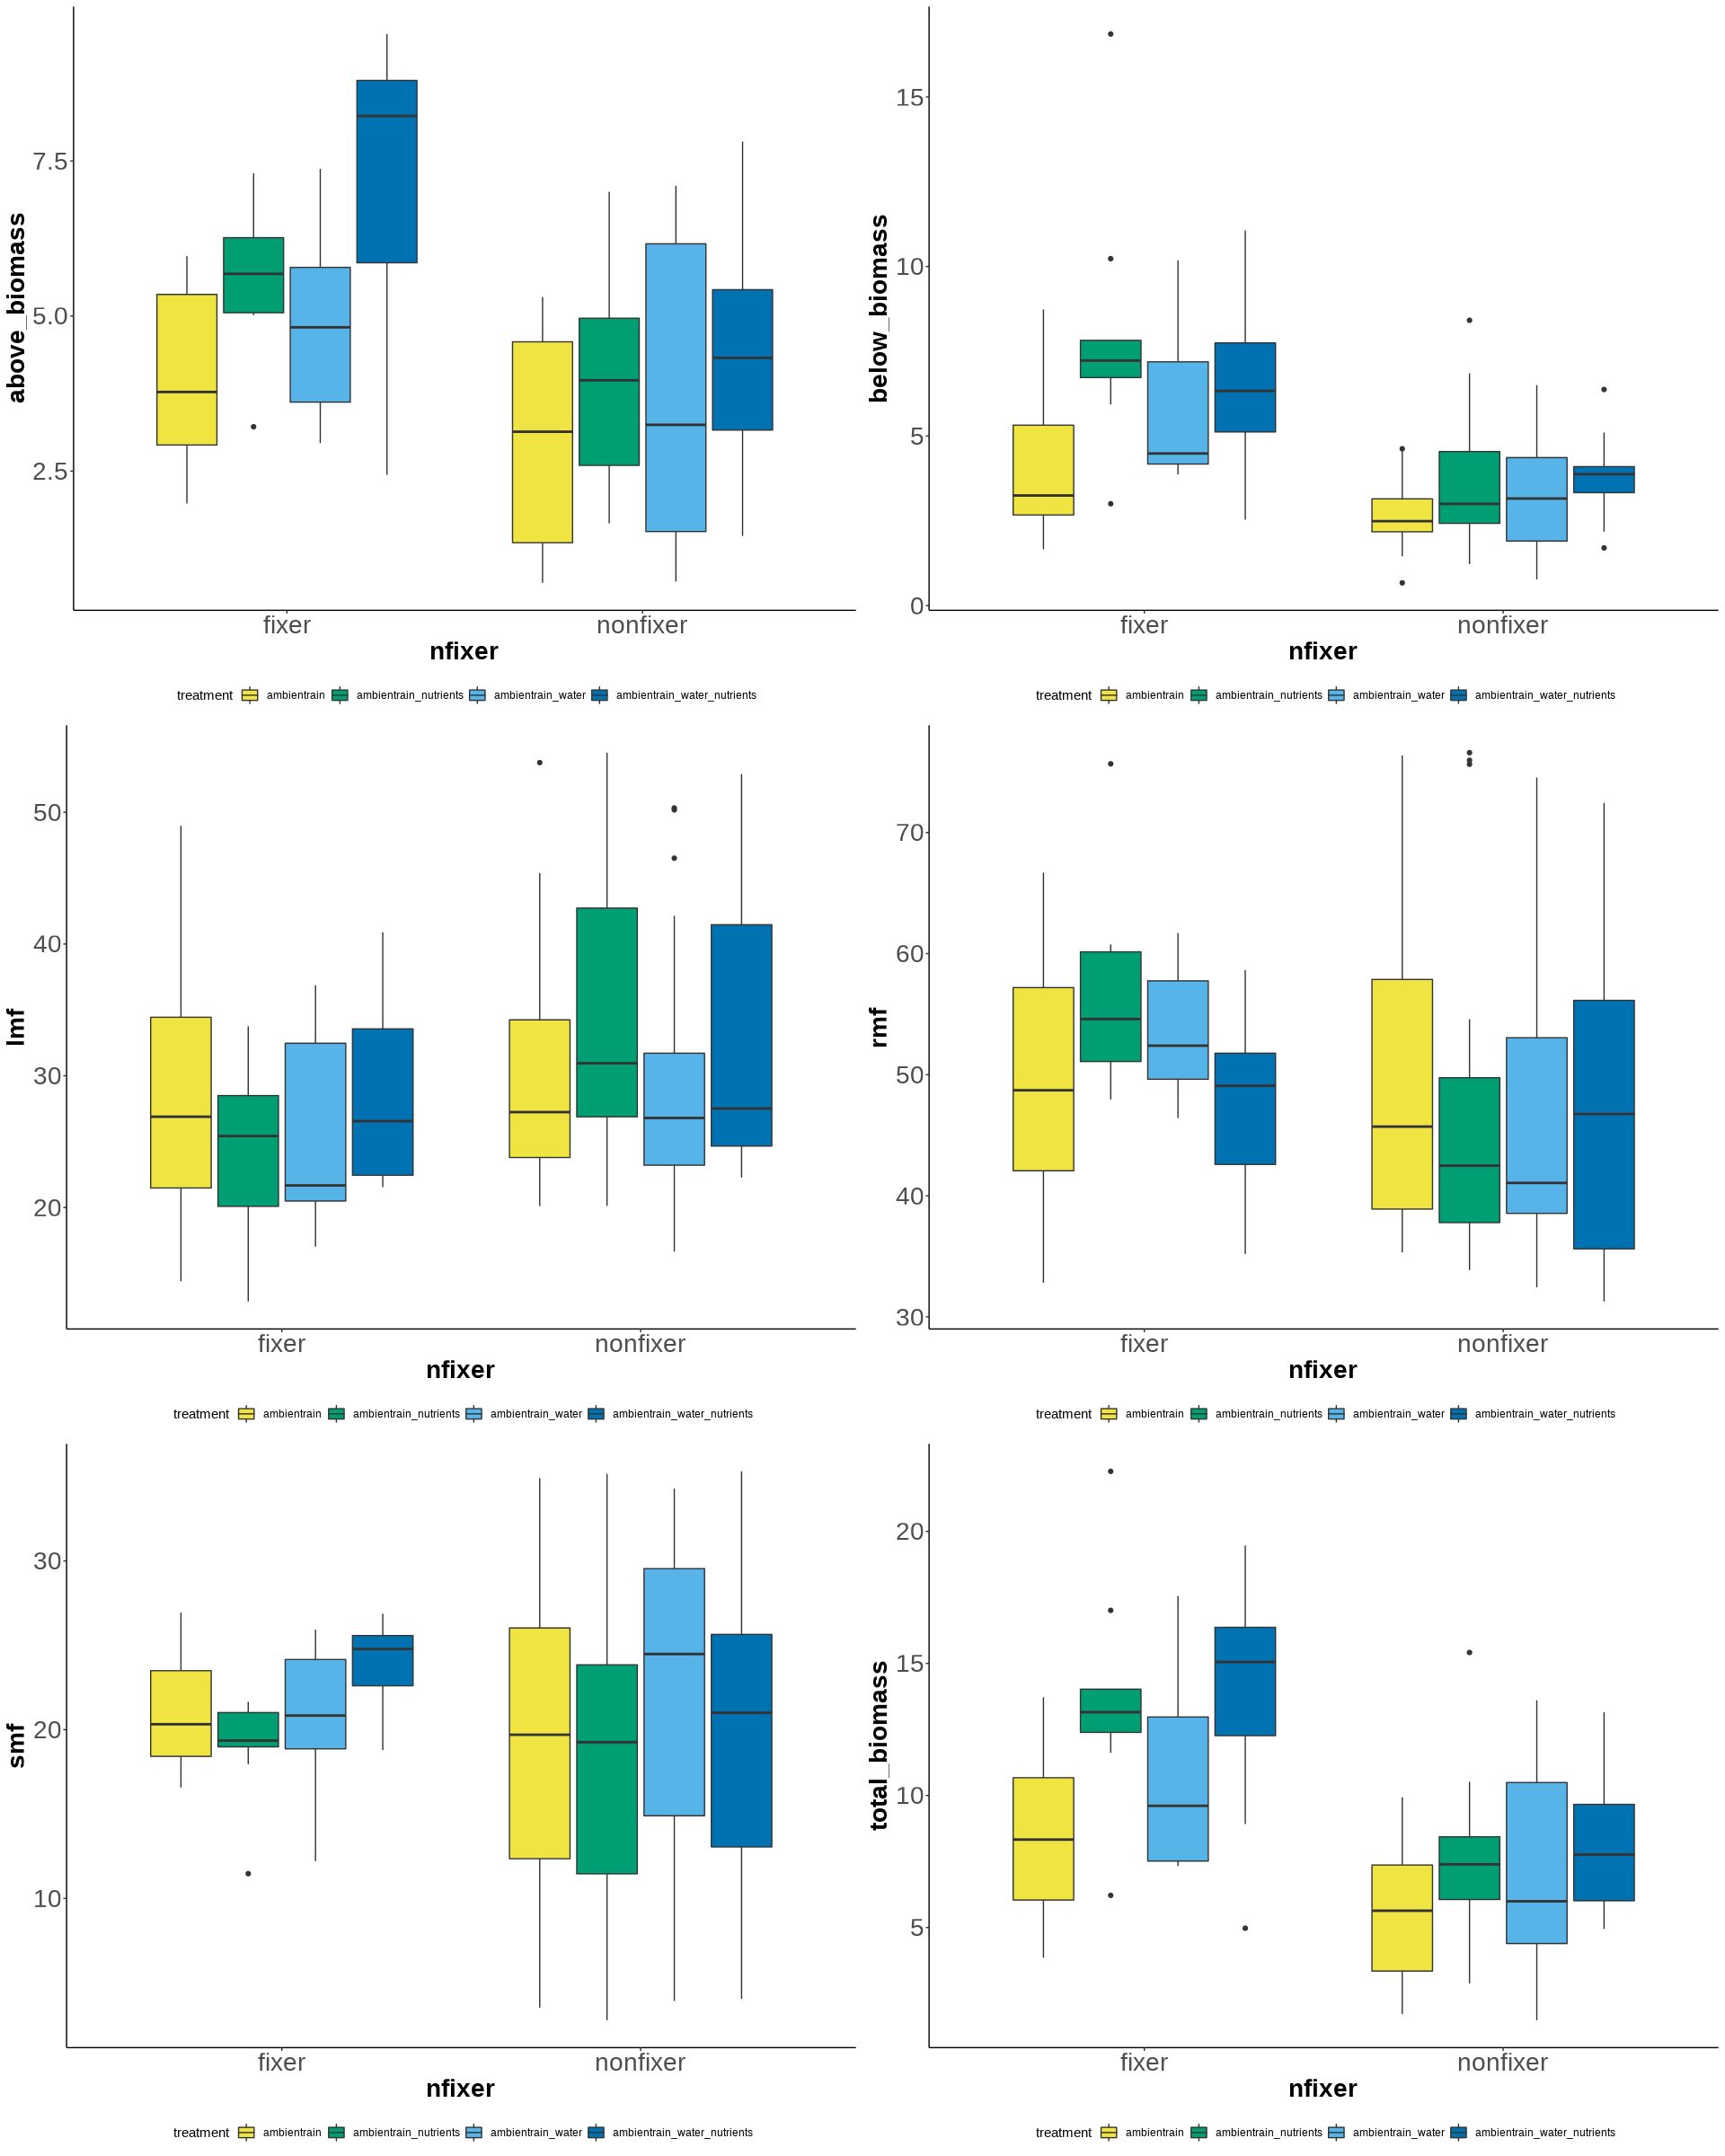 above_biomass
7.5
5.0
2.5
fixer nonfixer
nfixer
treatment ambientrain ambientrain_nutrients ambientrain_water ambientrain_water_nutrients
below_biomass
15
10
5
0
fixer nonfixer
nfixer
treatment ambientrain ambientrain_nutrients ambientrain_water ambientrain_water_nutrients
lmf
50
40
30
20
fixer nonfixer
nfixer
treatment ambientrain ambientrain_nutrients ambientrain_water ambientrain_water_nutrients
rmf
70
60
50
40
30
fixer nonfixer
nfixer
treatment ambientrain ambientrain_nutrients ambientrain_water ambientrain_water_nutrients
smf
30
20
10
fixer nonfixer
nfixer
treatment ambientrain ambientrain_nutrients ambientrain_water ambientrain_water_nutrients
total_biomass
20
15
10
5
fixer nonfixer
nfixer
treatment ambientrain ambientrain_nutrients ambientrain_water ambientrain_water_nutrients